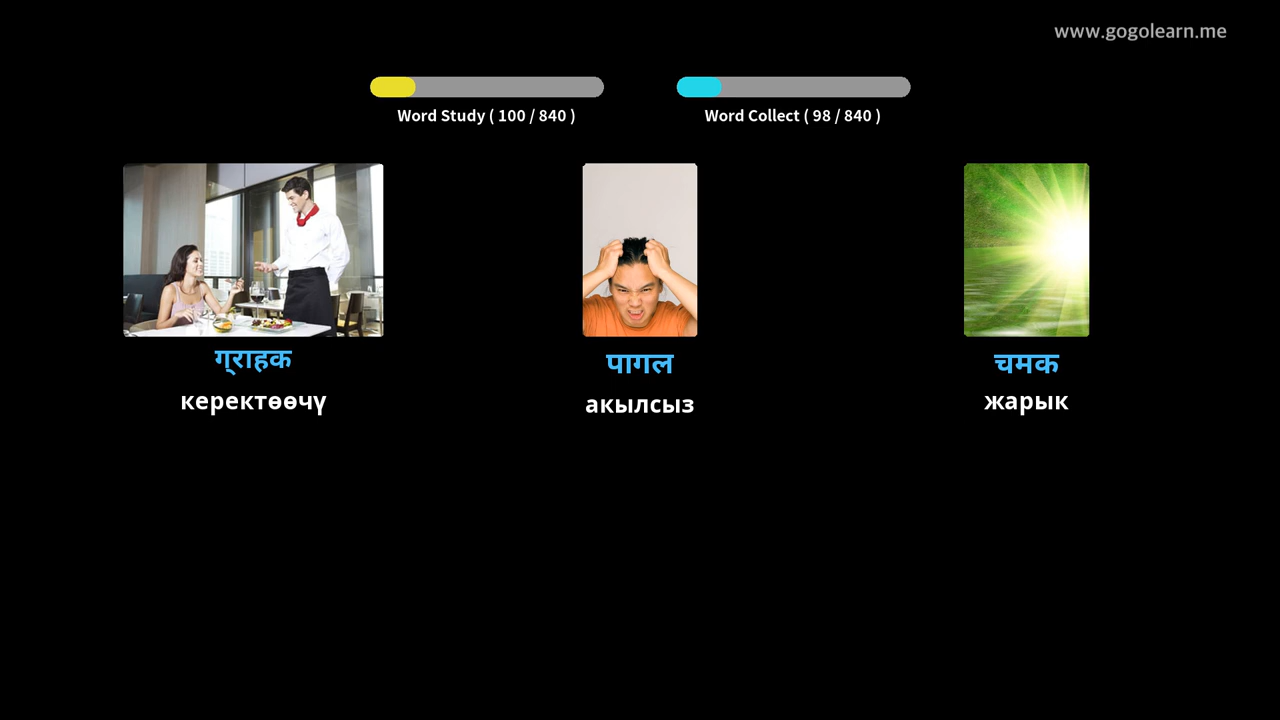 www.gogolearn.me
Word Study ( 100 / 840 )
Word Collect ( 98 / 840 )
ग्राहक
पागल
चमक
керектөөчү
акылсыз
жарык